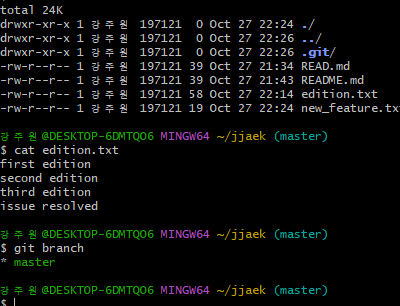 total 24K
drwxr-xr-x 1 강주원 197121  0 Oct 27 22:24 ./
drwxr-xr-x 1 강주원 197121  0 Oct 27 22:26 ../
drwxr-xr-x 1 강주원 197121  0 Oct 27 22:26 .git/
-rw-r--r-- 1 강주원 197121 39 Oct 27 21:34 READ.md
-rw-r--r-- 1 강주원 197121 43 Oct 27 21:43 README.md
-rw-r--r-- 1 강주원 197121 58 Oct 27 22:14 edition.txt
-rw-r--r-- 1 강주원 197121 19 Oct 27 22:24 new_feature.txt
강주원@DESKTOP-6DMTQO6 MINGW64 ~/jjaek (master)
$ cat edition.txt
first edition
second edition
third edition
issue resolved
강주원@DESKTOP-6DMTQO6 MINGW64 ~/jjaek (master)
$ git branch
* master
강주원@DESKTOP-6DMTQO6 MINGW64 ~/jjaek (master)
$